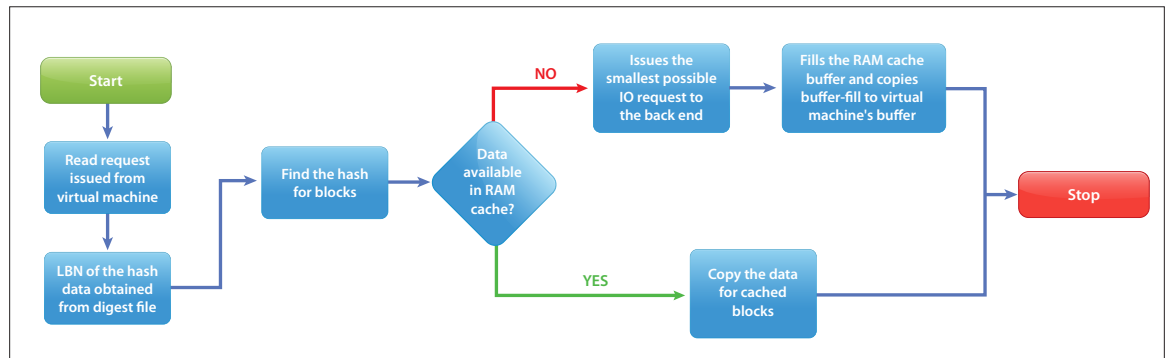 Start
Read request
issued from
virtual machine
LBN of the hash
data obtained
from digest file
Find the hash
for blocks
Data
available
in RAM
cache?
NO
Issues the
smallest possible
IO request to
the back end
Fills the RAM cache
buffer and copies
buffer-fill to virtual
machine's buffer
YES
Copy the data
for cached
blocks
Stop